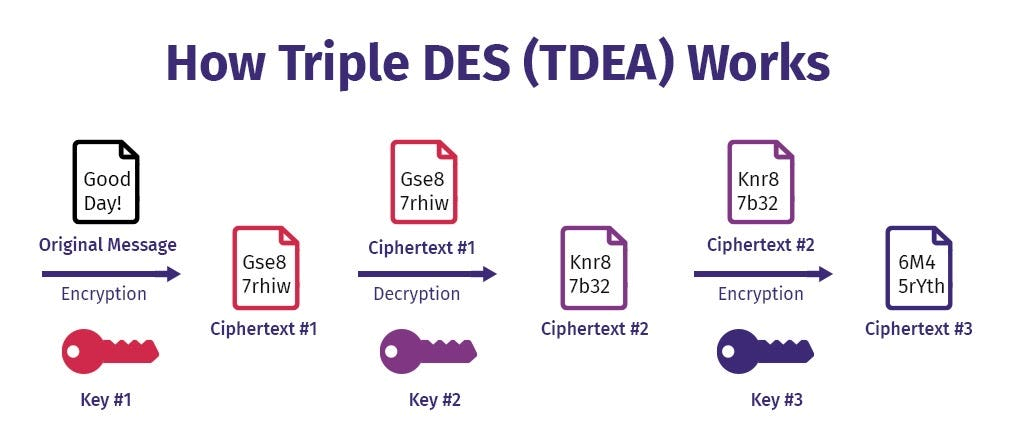 How Triple DES (TDEA) Works
Good
Day!
Original Message
Encryption
Key #1
Gse8
7rhiw
Ciphertext #1
Gse8
7rhiw
Ciphertext #1
Decryption
Key #2
Knr8
7b32
Ciphertext #2
Knr8
7b32
Ciphertext #2
Encryption
Key #3
6M4
5rYth
Ciphertext #3